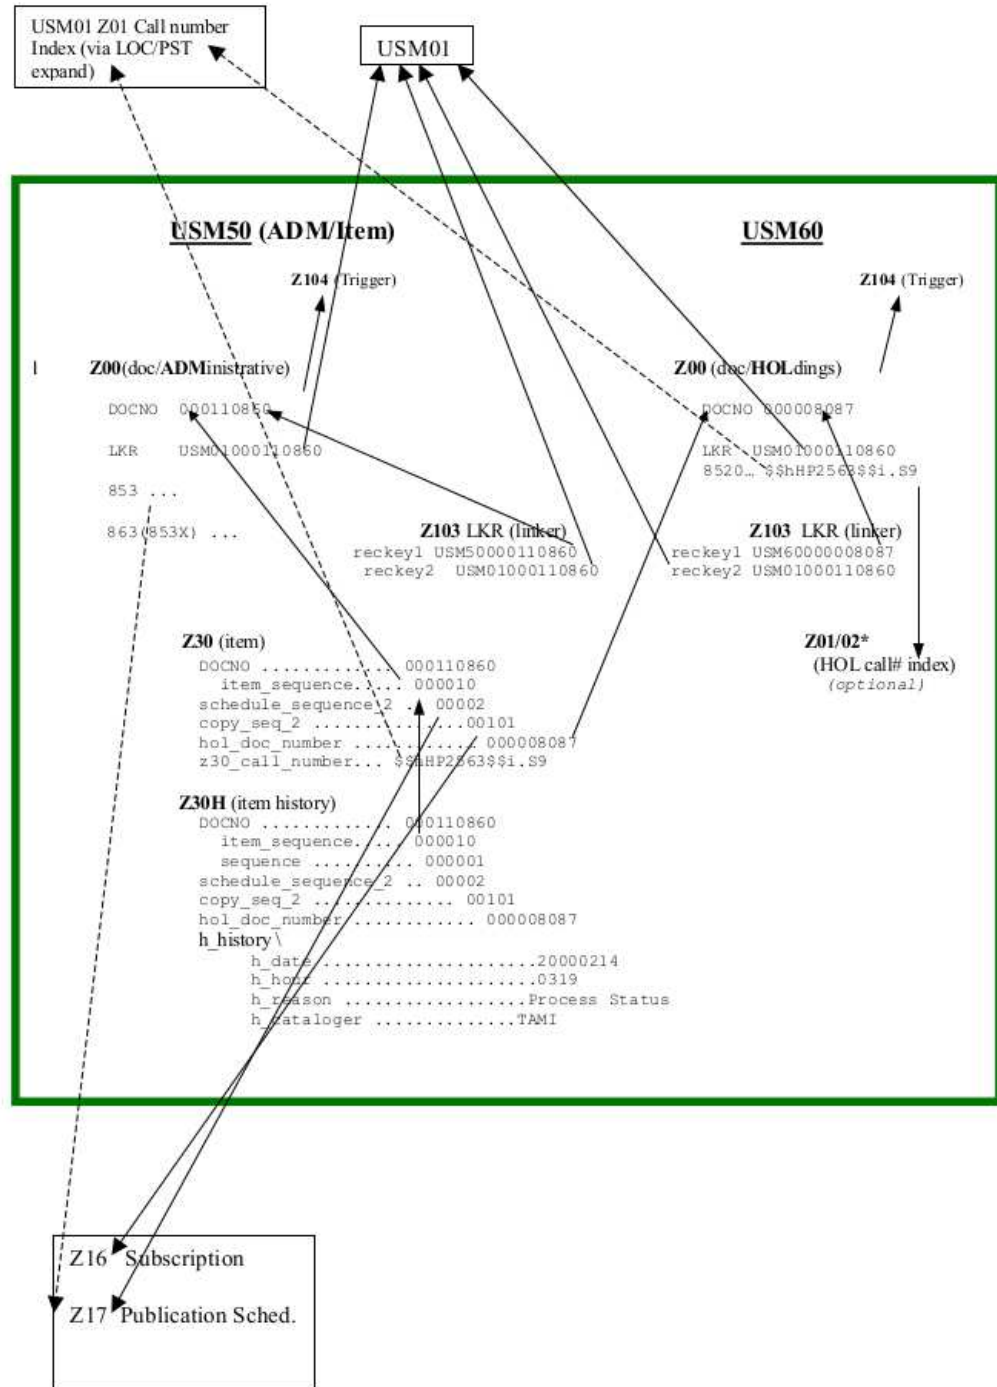 USM01 Z01 Call number
Index (via LOC/PST
expand)
USM01
USM50 (ADM/Item)
USM60
Z104 (Trigger)
Z104 (Trigger)
l
Z00(doc/ADMinistrative)
Z00 (doc/HOLdings)
DOCNO 000110860
DOCNO 000008087
LKR USM01000110860
LKR USM01000110860
8520… $$hHP2563$$i.S9
853 ...
863(853X) ...
Z103 LKR (linker)
reckey1 USM50000110860
reckey2 USM01000110860
Z103 LKR (linker)
reckey1 USM60000008087
reckey2 USM01000110860
Z30 (item)
DOCNO ............. 000110860
item_sequence..... 000010
schedule_sequence_2 .. 00002
copy_seq_2 ...............00101
hol_doc_number ............ 000008087
z30_call_number... $$hHP2563$$i.S9
Z01/02*
(HOL call# index)
(optional)
Z30H (item history)
DOCNO ............. 000110860
item_sequence..... 000010
sequence .......... 000001
schedule_sequence_2 .. 00002
copy_seq_2 .............. 00101
hol_doc_number ............ 000008087
h_history\
h_date ......................20000214
h_hour ......................0319
h_reason ..................Process Status
h_cataloger ..............TAMI
Z16 Subscription
Z17 Publication Sched.